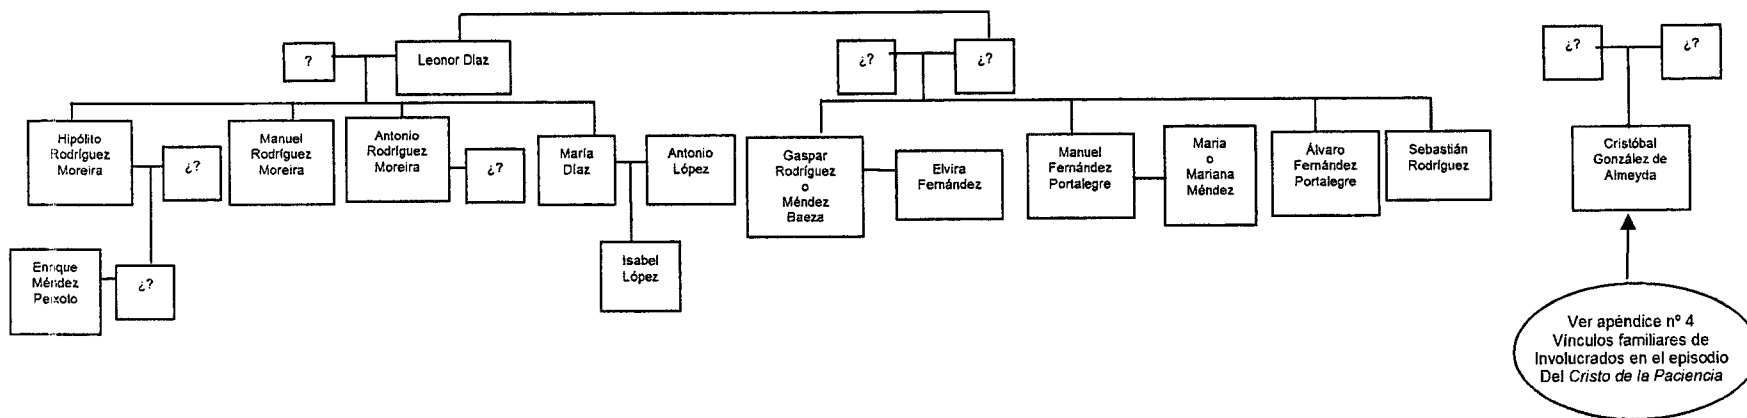 ?
Leonor Díaz
¿?
¿?
¿?
¿?
Hipólito
Rodríguez
Moreira
¿?
Manuel
Rodríguez
Moreira
Antonio
Rodríguez
Moreira
¿?
María
Díaz
Antonio
López
Gaspar
Rodríguez
o
Méndez
Baeza
Elvira
Fernández
Manuel
Fernández
Portalegre
Maria
o
Mariana
Méndez
Álvaro
Fernández
Portalegre
Sebastián
Rodríguez
Cristóbal
González de
Almeyda
Enrique
Méndez
Peixoto
¿?
Isabel
López
Ver apéndice nº 4
Vínculos familiares de
Involucrados en el episodio
Del Cristo de la Paciencia